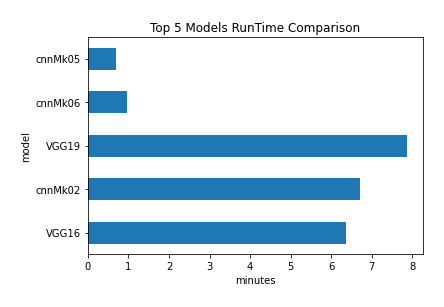 Top 5 Models RunTime Comparison
model
cnnMk05
cnnMk06
VGG19
cnnMk02
VGG16
0 1 2 3 4 5 6 7 8
minutes